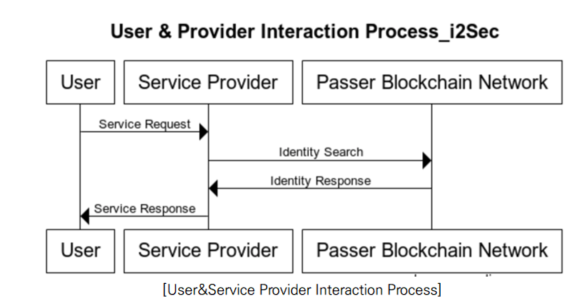 User & Provider Interaction Process_i2Sec
User
Service Provider
Passer Blockchain Network
Service Request
Identity Search
Identity Response
Service Response
User
Service Provider
Passer Blockchain Network
[User&Service Provider Interaction Process]